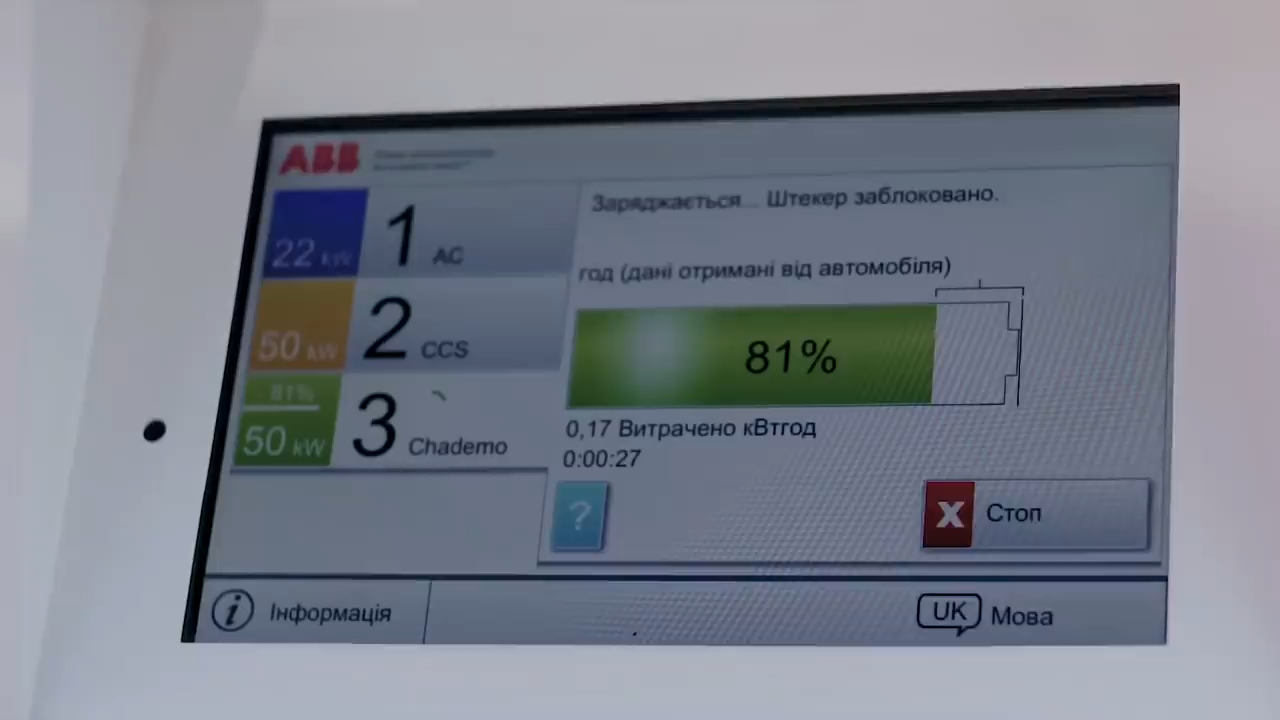 ABB
22 kW 1 AC
50 kW 2 CCS
81%
50 kW 3 Chademo
Заряджається... Штекер заблоковано.
год (дані отримані від автомобіля)
81%
0,17 Витрачено кВтгод
0:00:27
?
X Стоп
i Інформація
UK Мова